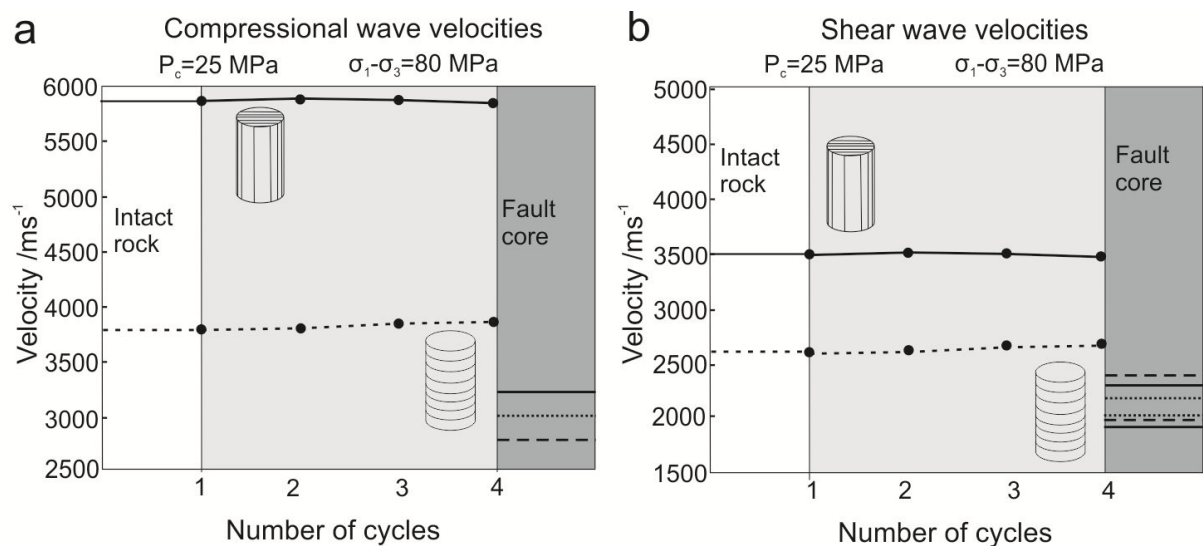 a
Compressional wave velocities
P_c=25 MPa σ₁-σ₃=80 MPa
Velocity /ms⁻¹
6000
5500
5000
4500
4000
3500
3000
2500
Intact
rock
Fault
core
1 2 3 4
Number of cycles
b
Shear wave velocities
P_c=25 MPa σ₁-σ₃=80 MPa
Velocity /ms⁻¹
5000
4500
4000
3500
3000
2500
2000
1500
Intact
rock
Fault
core
1 2 3 4
Number of cycles